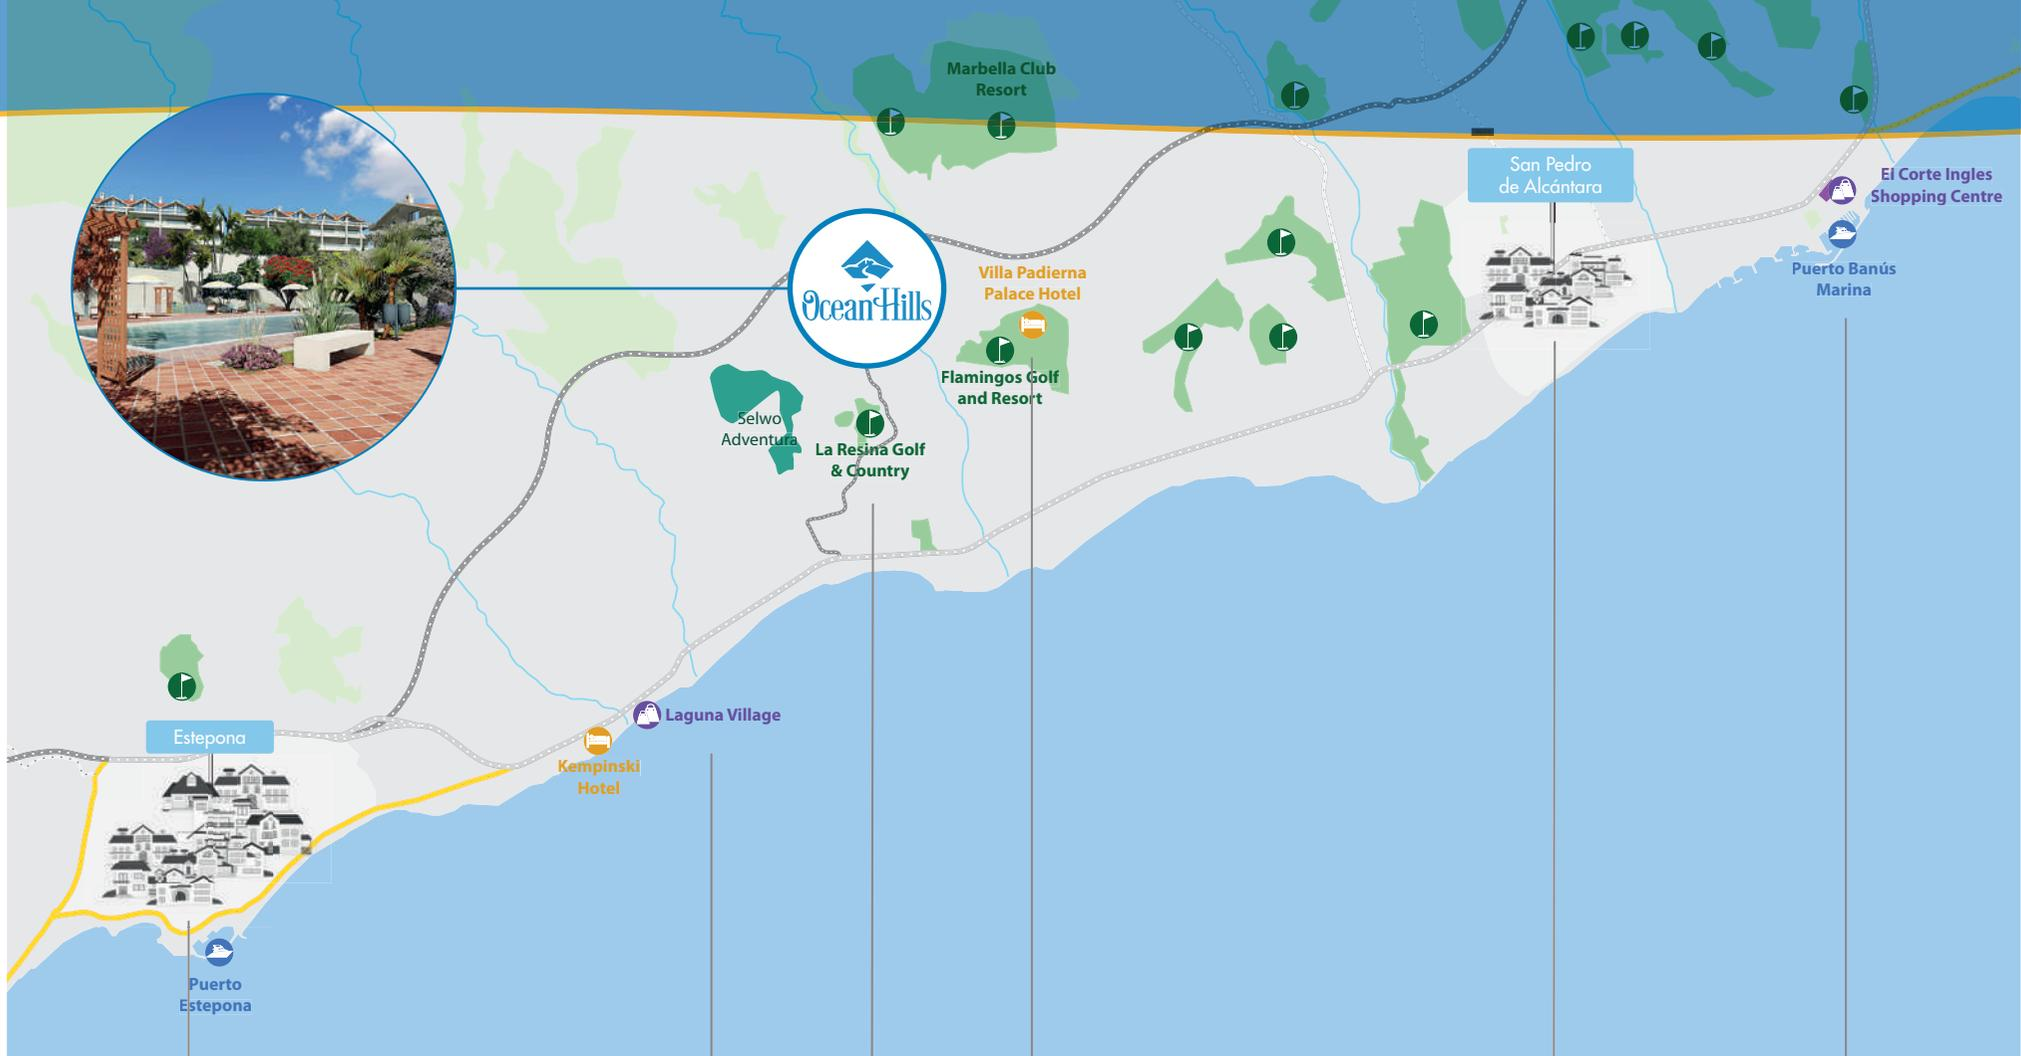 Marbella Club
Resort
San Pedro
de Alcántara
El Corte Ingles
Shopping Centre
Puerto Banús
Marina
Ocean Hills
Villa Padierna
Palace Hotel
Flamingos Golf
and Resort
Selwo
Adventura
La Resina Golf
& Country
Laguna Village
Kempinski
Hotel
Estepona
Puerto
Estepona